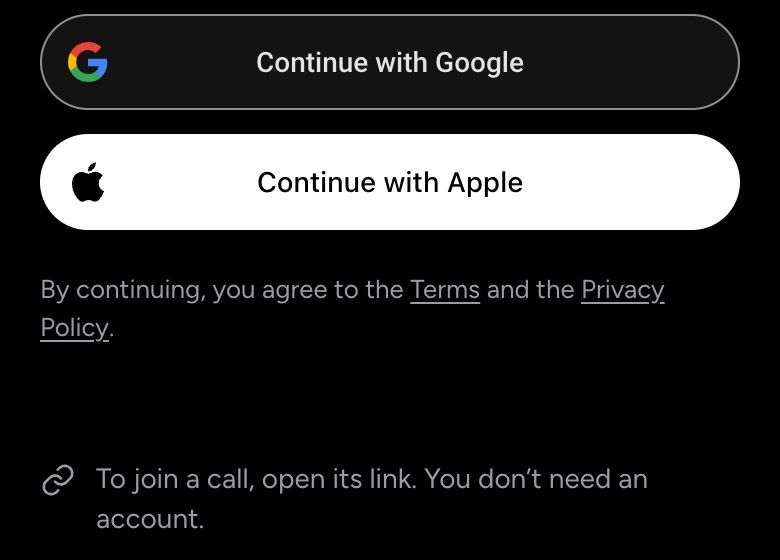 Continue with Google
Continue with Apple
By continuing, you agree to the Terms and the Privacy
Policy.
To join a call, open its link. You don’t need an
account.